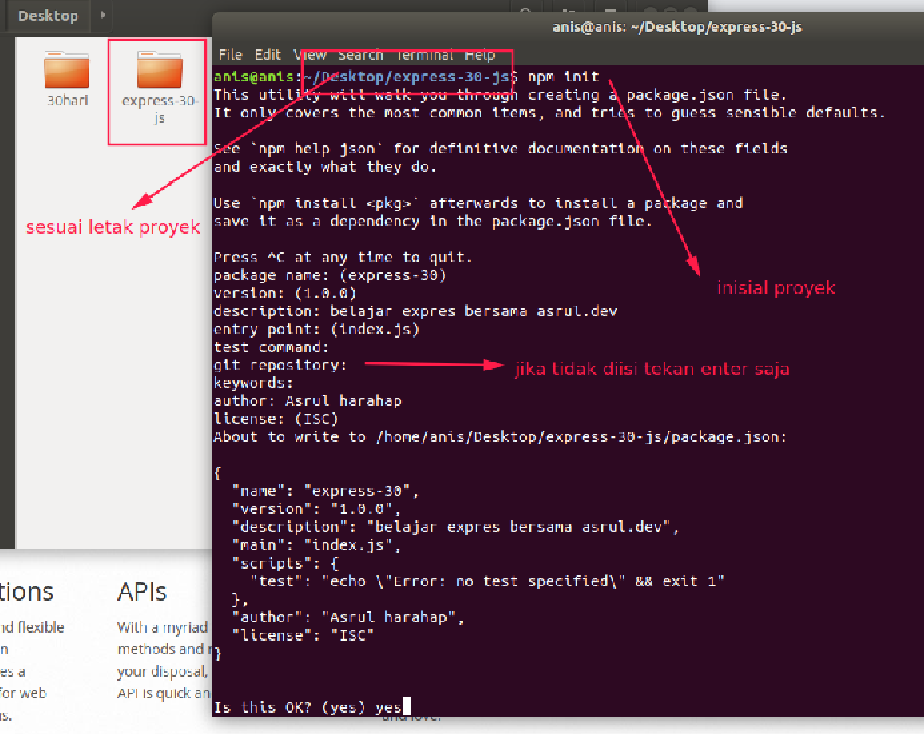 Desktop
30hari
express-30-
js
sesuai letak proyek
anis@anis: ~/Desktop/express-30-js
File Edit View Search Terminal Help
anis@anis:~/Desktop/express-30-js$ npm init
This utility will walk you through creating a package.json file.
It only covers the most common items, and tries to guess sensible defaults.
See `npm help json` for definitive documentation on these fields
and exactly what they do.
Use `npm install <pkg>` afterwards to install a package and
save it as a dependency in the package.json file.
Press ^C at any time to quit.
package name: (express-30)
version: (1.0.0)
inisial proyek
description: belajar expres bersama asrul.dev
entry point: (index.js)
test command:
git repository:
jika tidak diisi tekan enter saja
keywords:
author: Asrul harahap
license: (ISC)
About to write to /home/anis/Desktop/express-30-js/package.json:
{
"name": "express-30",
"version": "1.0.0",
"description": "belajar expres bersama asrul.dev",
"main": "index.js",
"scripts": {
"test": "echo \"Error: no test specified\" && exit 1"
},
"author": "Asrul harahap",
"license": "ISC"
}
Is this OK? (yes) yes
tions
nd flexible
n
es a
for web
s.
APIs
With a myriad
methods and
your disposal,
API is quick an
and love.